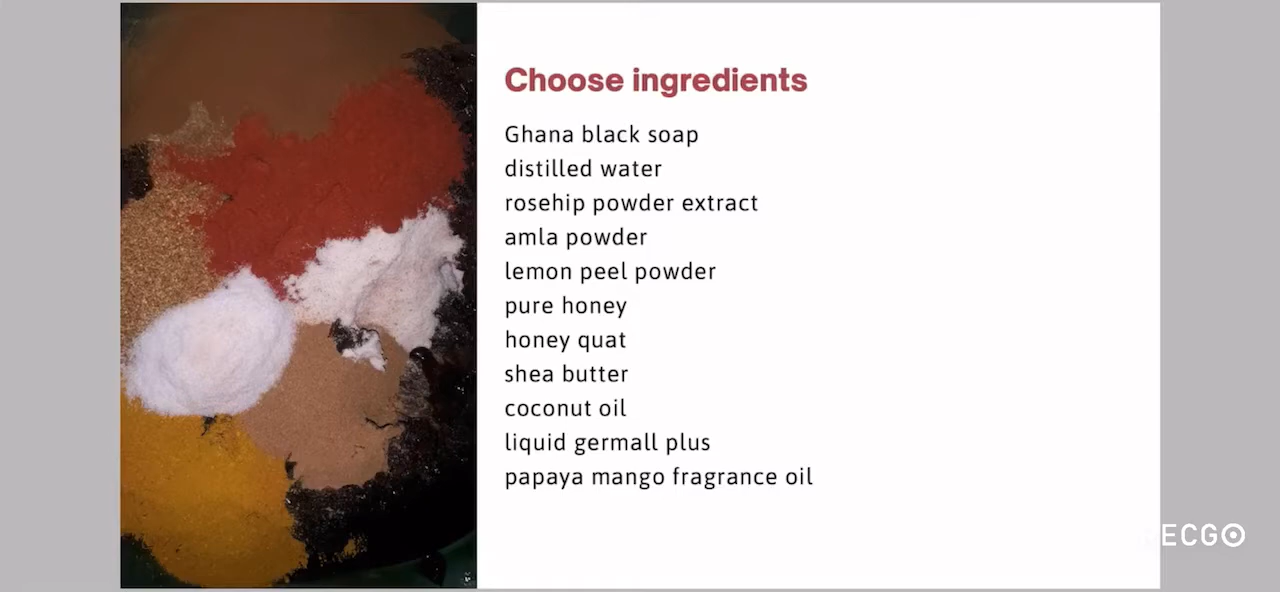 Choose ingredients
Ghana black soap
distilled water
rosehip powder extract
amla powder
lemon peel powder
pure honey
honey quat
shea butter
coconut oil
liquid germall plus
papaya mango fragrance oil